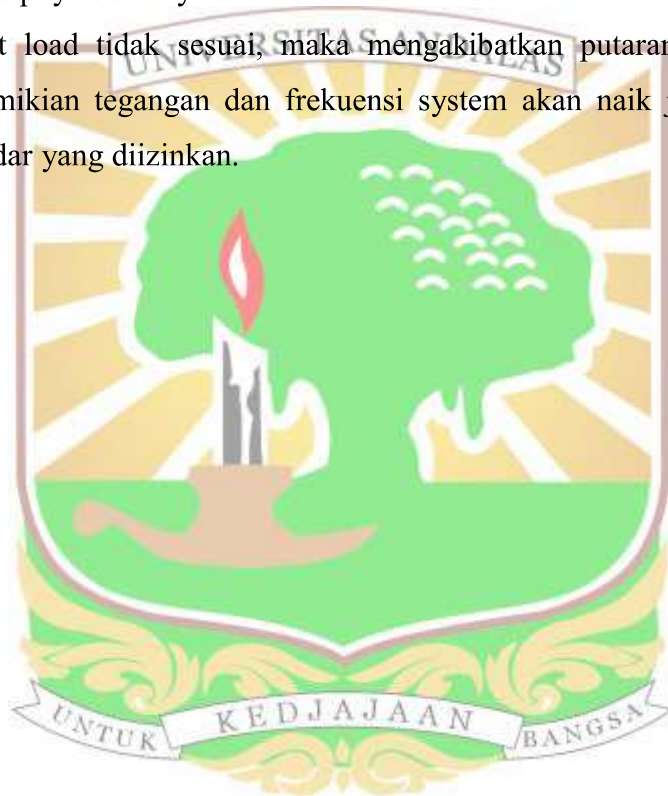 t load tidak sesuai, maka mengakibatkan putaran
mikian tegangan dan frekuensi system akan naik
dar yang diizinkan.
UNIVERSITAS ANDALAS
UNTUK KEDJAJAAN BANGSA